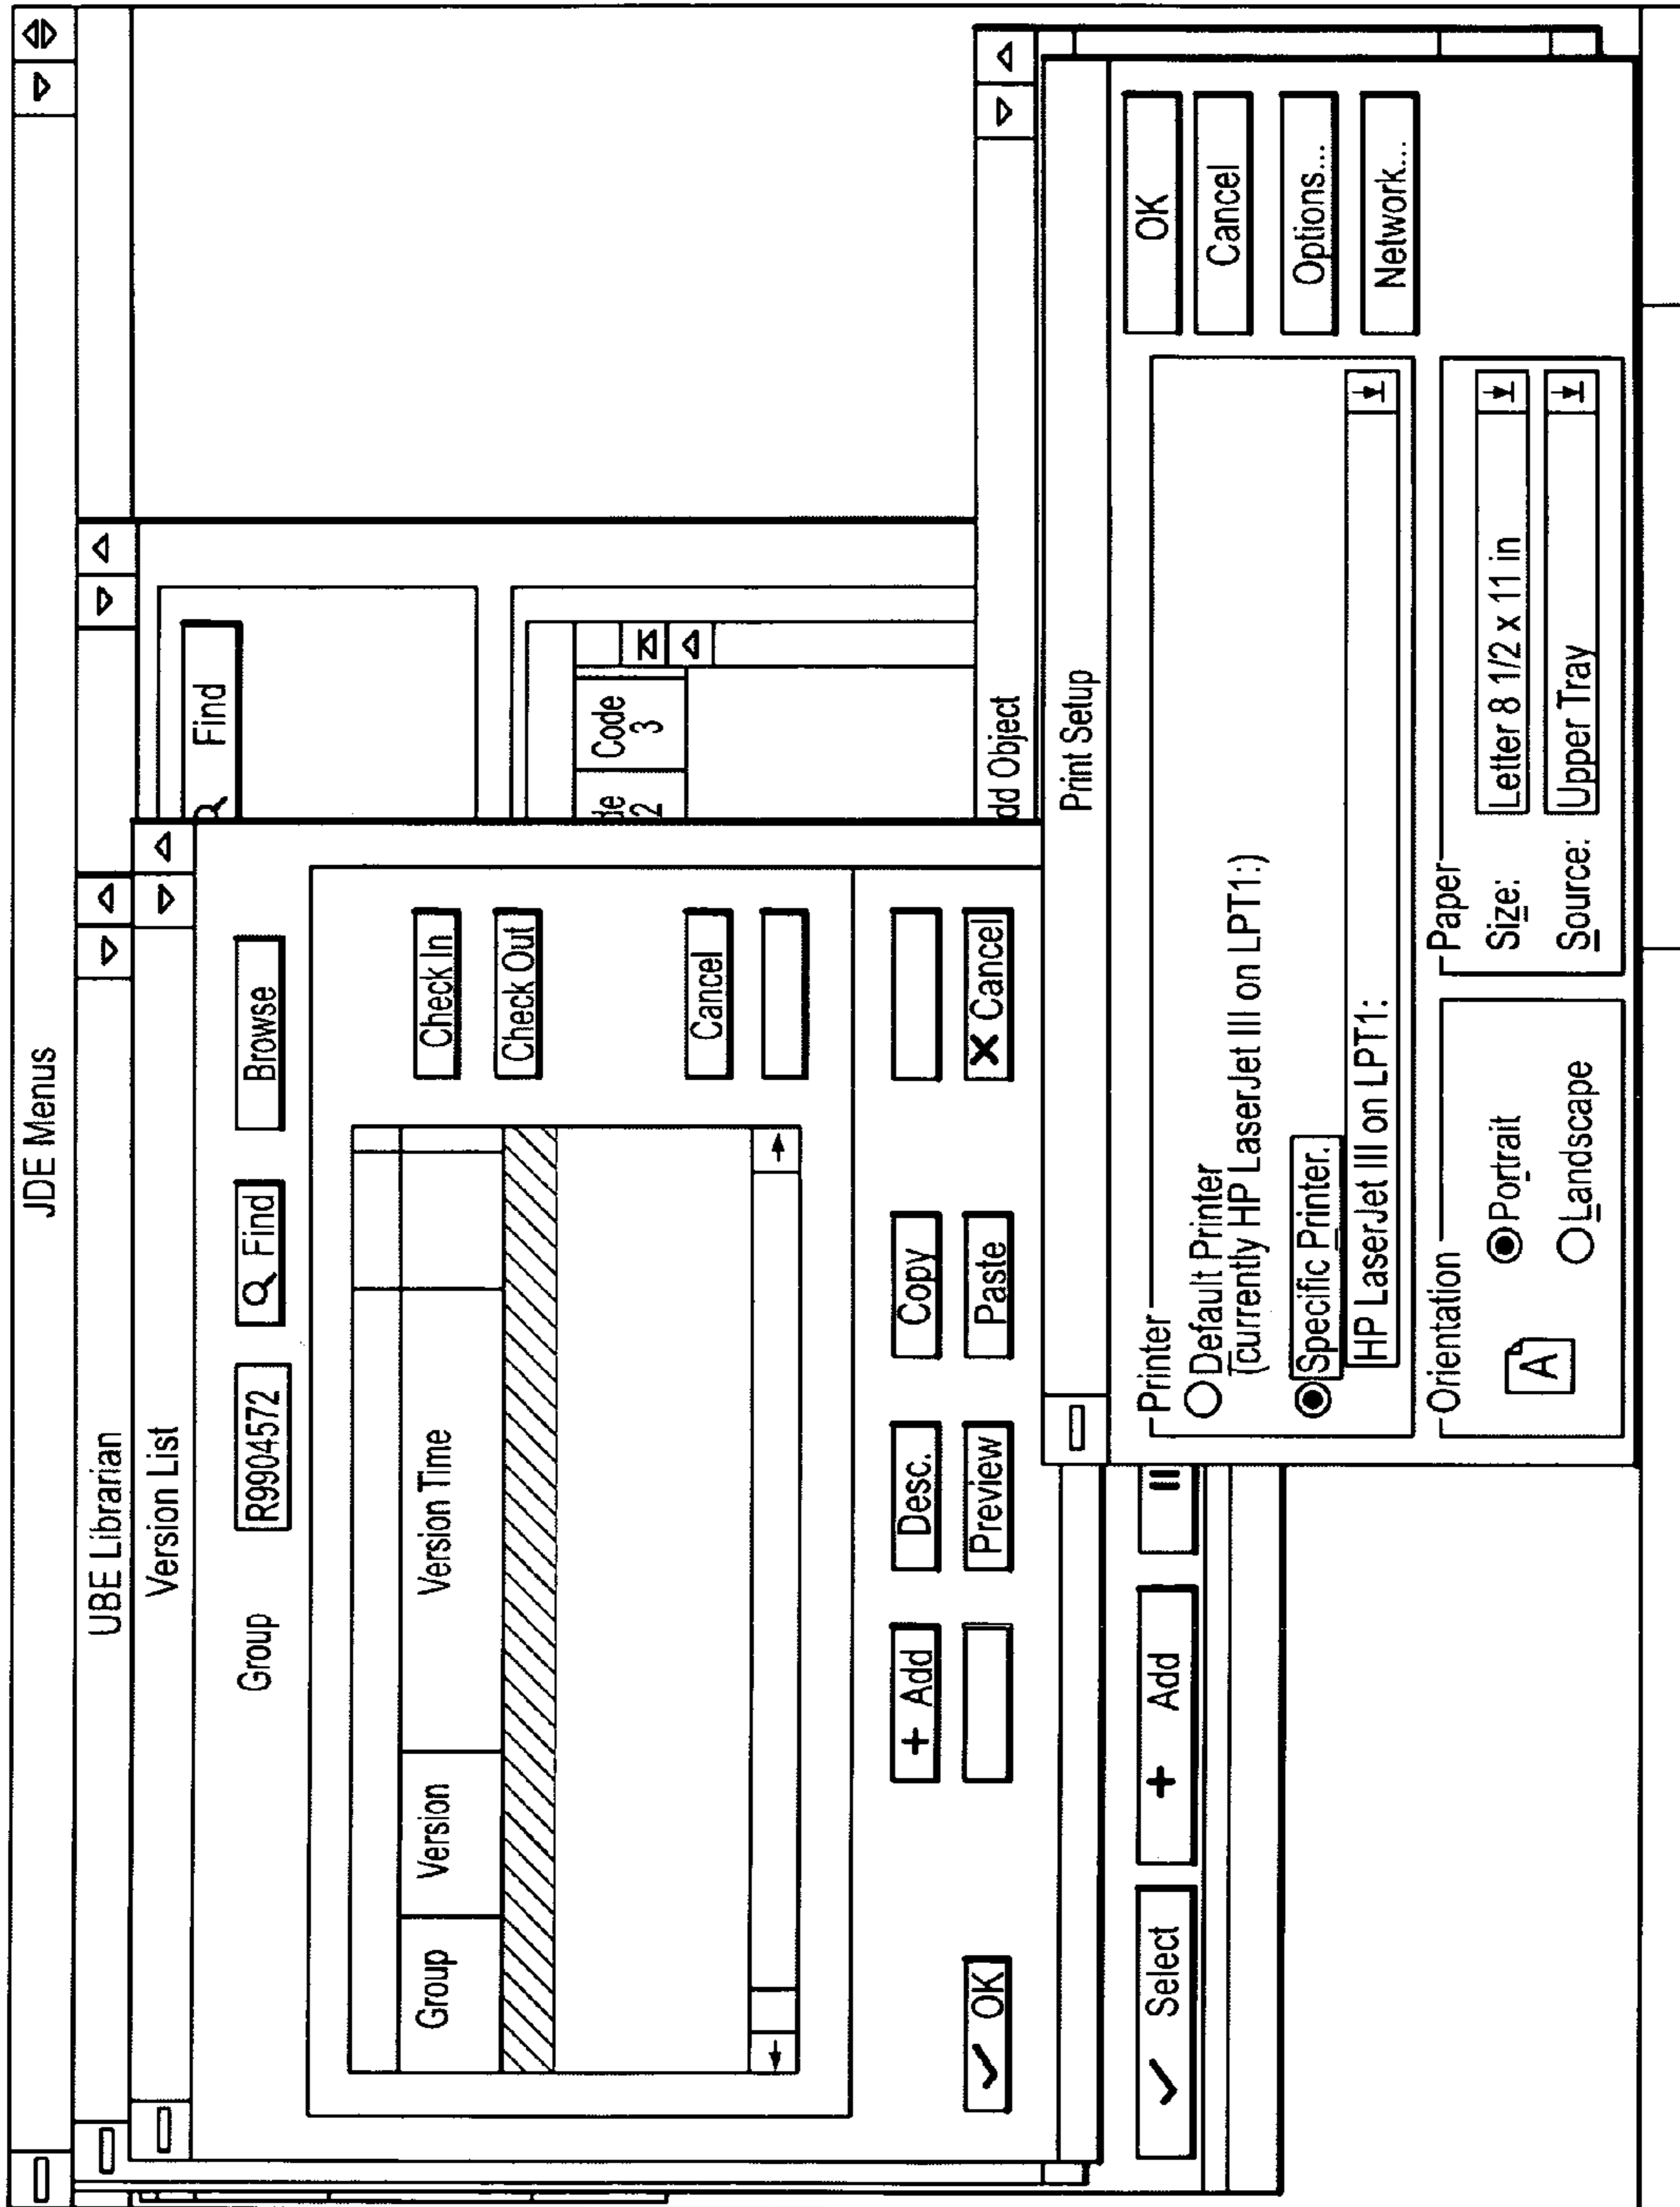 JDE Menus
UBE Librarian
Version List
Group R9904572 Find Browse
Find
Group Version Version Time
Check In
Check Out
Cancel
Code
3
2
+ Add Desc. Copy
✓ OK Preview Paste X Cancel
dd Object
✓ Select + Add
Print Setup
Printer
Default Printer
(currently HP LaserJet III on LPT1:)
Specific Printer.
HP LaserJet III on LPT1:
OK
Cancel
Options...
Network...
Orientation
A
Portrait
Landscape
Paper
Size: Letter 8 1/2 x 11 in
Source: Upper Tray